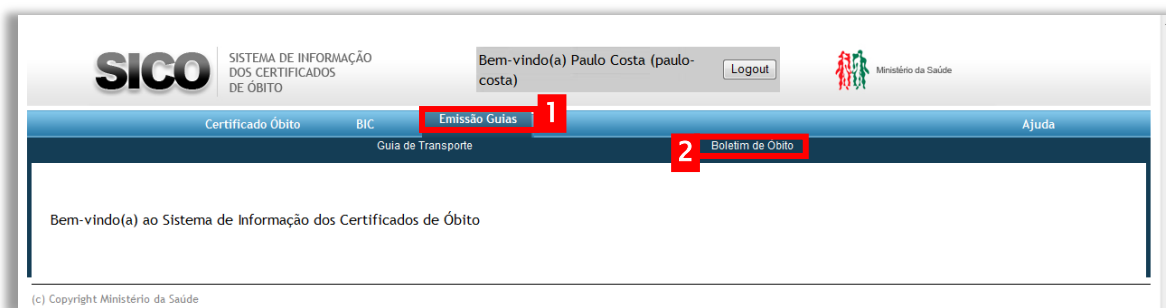 SICO
SISTEMA DE INFORMAÇÃO
DOS CERTIFICADOS
DE ÓBITO
Bem-vindo(a) Paulo Costa (paulo-
costa)
Logout
Ministério da Saúde
Certificado Óbito BIC Emissão Guias 1 Ajuda
Guia de Transporte 2 Boletim de Óbito
Bem-vindo(a) ao Sistema de Informação dos Certificados de Óbito
(c) Copyright Ministério da Saúde